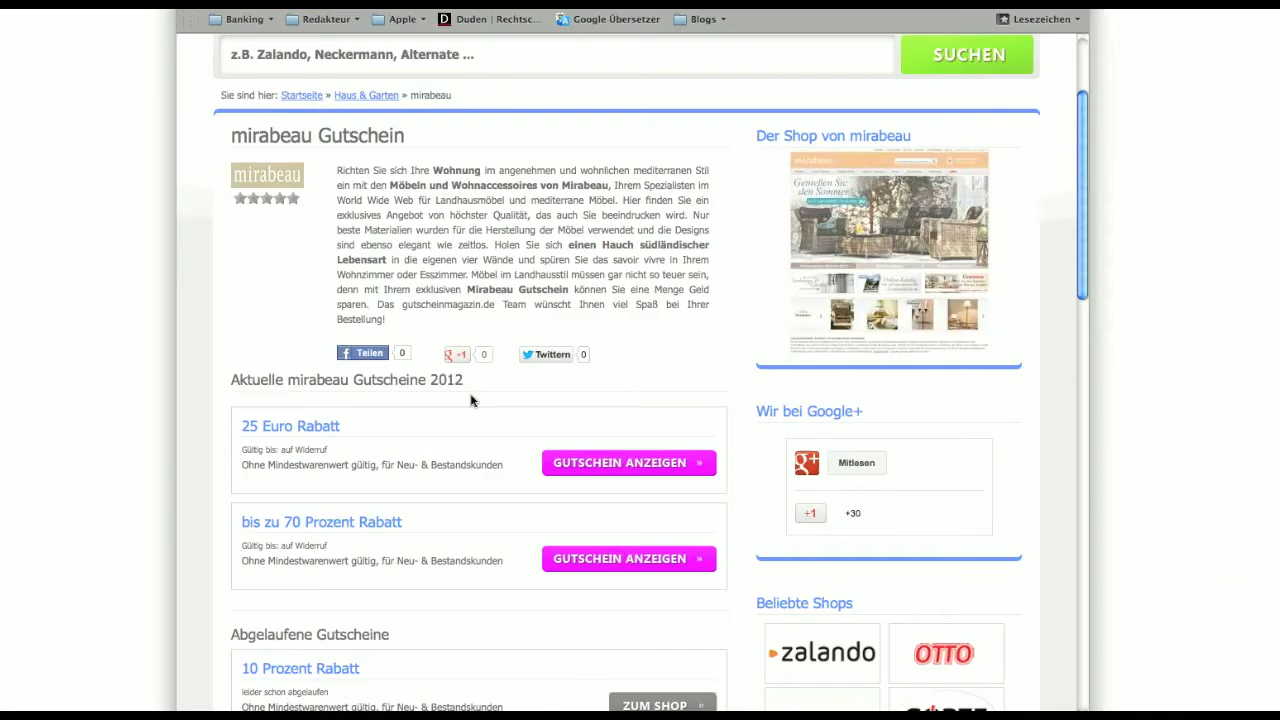 Banking
Redakteur
Apple
D
Duden | Rechtsc...
Google Übersetzer
Blogs
Lesezeichen
z.B. Zalando, Neckermann, Alternate ...
SUCHEN
Sie sind hier: Startseite » Haus & Garten » mirabeau
mirabeau Gutschein
mirabeau
Richten Sie sich Ihre Wohnung im angenehmen und wohnlichen mediterranen Stil
ein mit den Möbeln und Wohnaccessoires von Mirabeau, Ihrem Spezialisten im
World Wide Web für Landhausmöbel und mediterrane Möbel. Hier finden Sie ein
exklusives Angebot von höchster Qualität, das auch Sie beeindrucken wird. Nur
beste Materialien wurden für die Herstellung der Möbel verwendet und die Designs
sind ebenso elegant wie zeitlos. Holen Sie sich einen Hauch südländischer
Lebensart in die eigenen vier Wände und spüren Sie das savoir vivre in Ihrem
Wohnzimmer oder Esszimmer. Möbel im Landhausstil müssen gar nicht so teuer sein,
denn mit Ihrem exklusiven Mirabeau Gutschein können Sie eine Menge Geld
sparen. Das gutscheinmagazin.de Team wünscht Ihnen viel Spaß bei Ihrer
Bestellung!
f Teilen 0
g +1 0
Twittern 0
Aktuelle mirabeau Gutscheine 2012
25 Euro Rabatt
Gültig bis: auf Widerruf
Ohne Mindestwarenwert gültig, für Neu- & Bestandskunden
GUTSCHEIN ANZEIGEN »
bis zu 70 Prozent Rabatt
Gültig bis: auf Widerruf
Ohne Mindestwarenwert gültig, für Neu- & Bestandskunden
GUTSCHEIN ANZEIGEN »
Abgelaufene Gutscheine
10 Prozent Rabatt
leider schon abgelaufen
ZUM SHOP »
Der Shop von mirabeau
mirabeau
Genießen Sie
den Sommer
Wir bei Google+
g+
Mitlesen
+1
+30
Beliebte Shops
zalando
OTTO